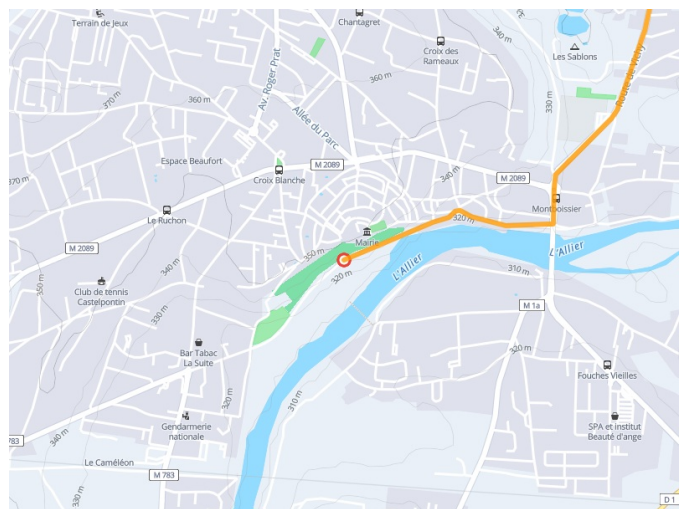 Terrain de Jeux
Chantagret
340 m
Croix des
Rameaux
Les Sablons
Route de Vichy
Av. Roger Prat
360 m
370 m
360 m
330 m
Allée du Parc
Espace Beaufort
M 2089
340 m
M 2089
Croix Blanche
370 m
Le Ruchon
Montboissier
320 m
Mairie
M 2089
350 m
L'Allier
L'Allier
340 m
320 m
310 m
350 m
Club de tennis
Castelpontin
M 1a
330 m
320 m
Bar Tabac
La Suite
Fouches Vieilles
320 m
310 m
Gendarmerie
nationale
SPA et institut
Beauté d'ange
783
340 m
Le Caméléon
M 783
330 m
D 1